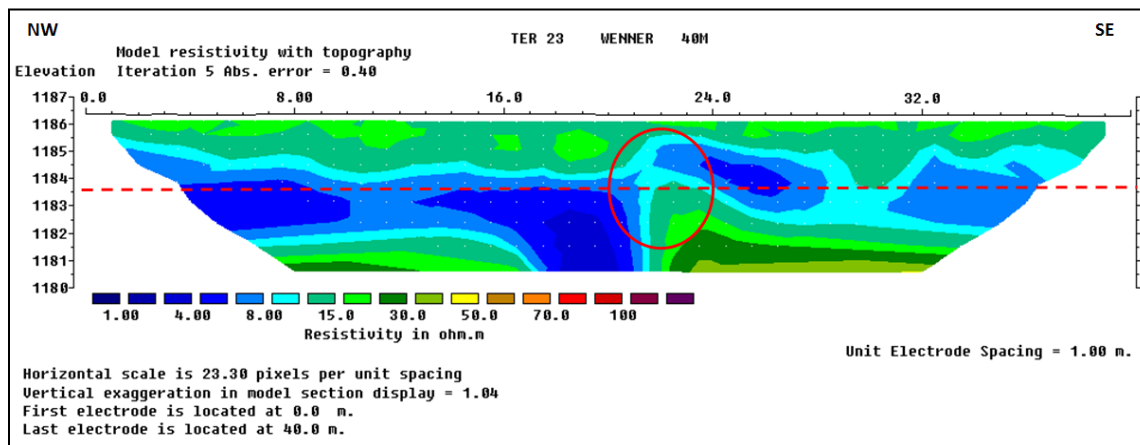 NW
SE
TER 23 WENNER 40M
Model resistivity with topography
Elevation Iteration 5 Abs. error = 0.40
0.0 8.00 16.0 24.0 32.0
1187
1186
1185
1184
1183
1182
1181
1180
1.00 4.00 8.00 15.0 30.0 50.0 70.0 100
Resistivity in ohm.m
Unit Electrode Spacing = 1.00 m.
Horizontal scale is 23.30 pixels per unit spacing
Vertical exaggeration in model section display = 1.04
First electrode is located at 0.0 m.
Last electrode is located at 40.0 m.